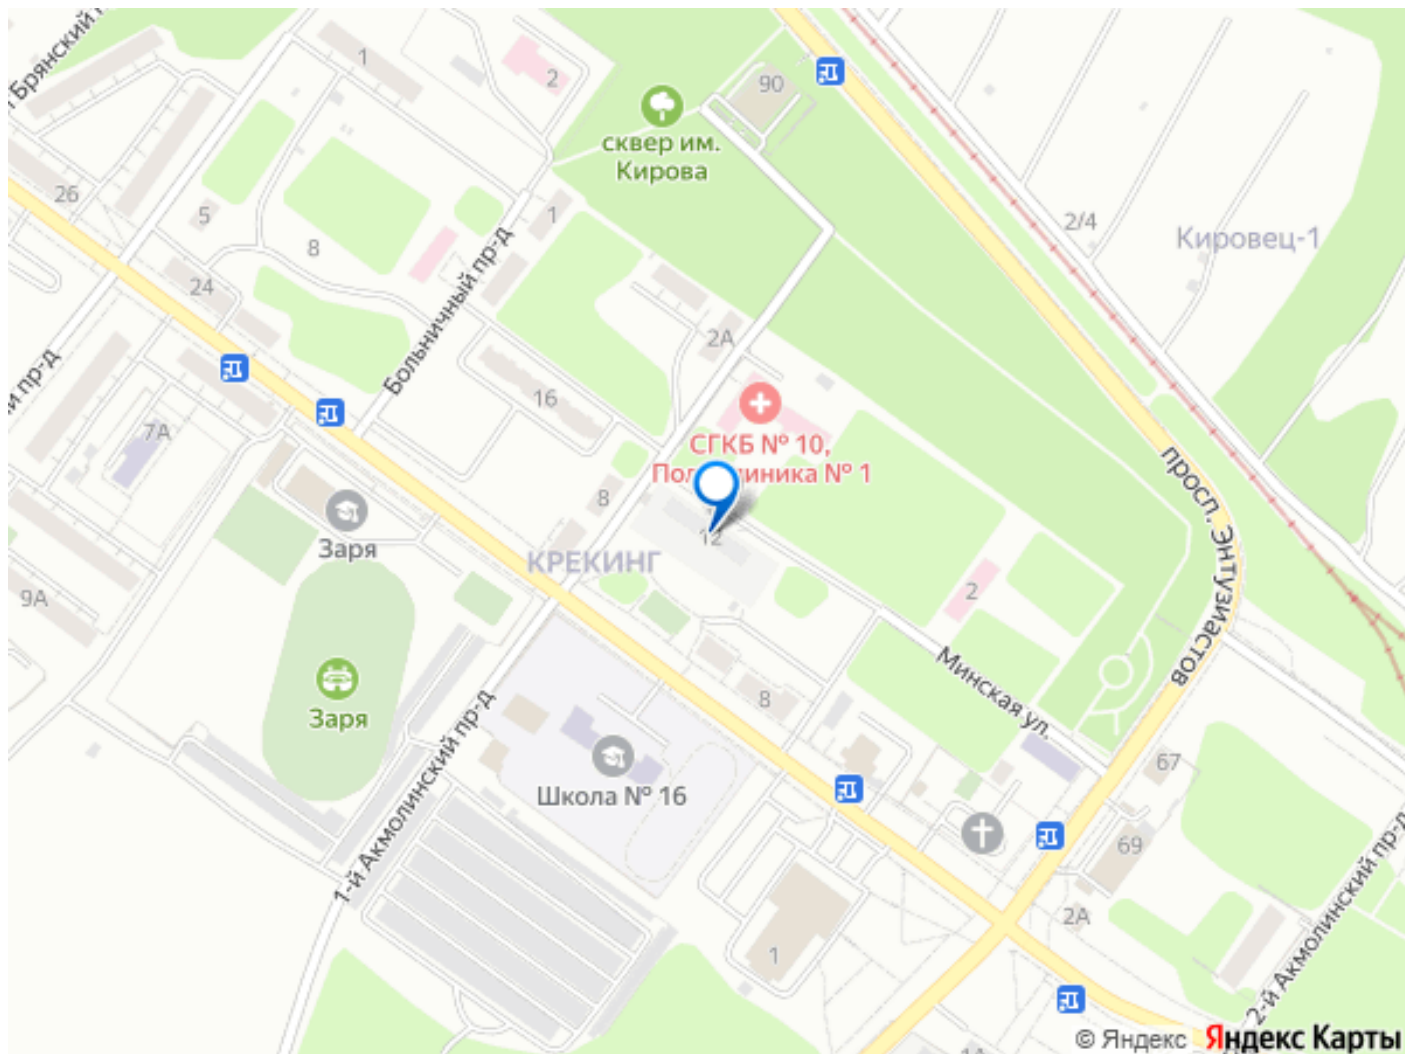 Брянский пр
1
2
90
сквер им.
Кирова
26
5
1
2/4
Кировец-1
8
24
Больничный пр-д
2А
й пр-д
16
7А
СГКБ № 10,
Поликлиника № 1
просп. Энтузиастов
8
Заря
12
КРЕКИНГ
9А
2
Минская ул.
Заря
8
1-й Акмолинский пр-д
Школа № 16
67
69
2А
1
2-й Акмолинский пр-д
© Яндекс Яндекс Карты